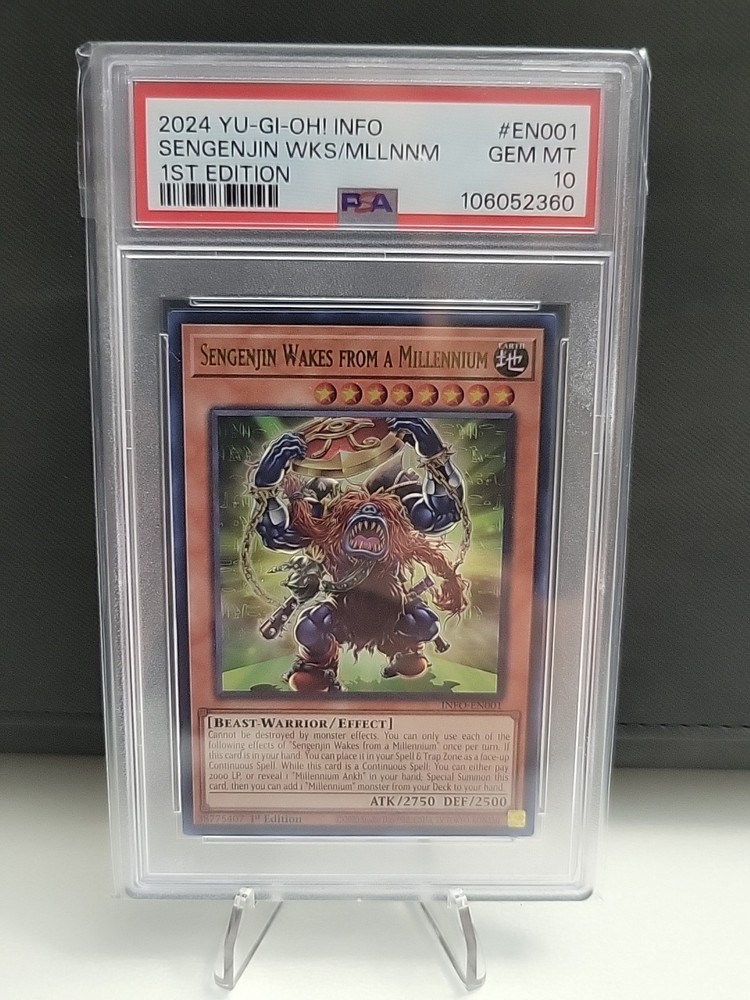 2024 YU-GI-OH! INFO #EN001
SENGENJIN WKS/MLLNNM GEM MT
1ST EDITION 10
PSA 106052360
SENGENJIN WAKES FROM A MILLENNIUM
EARTH
地
INFO-EN001
[BEAST-WARRIOR/EFFECT]
Cannot be destroyed by monster effects. You can only use each of the
following effects of "Sengenjin Wakes from a Millennium" once per turn. If
this card is in your hand: You can place it in your Spell & Trap Zone as a face-up
Continuous Spell. While this card is a Continuous Spell: You can either pay
2000 LP, or reveal 1 "Millennium Ankh" in your hand; Special Summon this
card, then you can add 1 "Millennium" monster from your Deck to your hand.
ATK/2750 DEF/2500
1st Edition